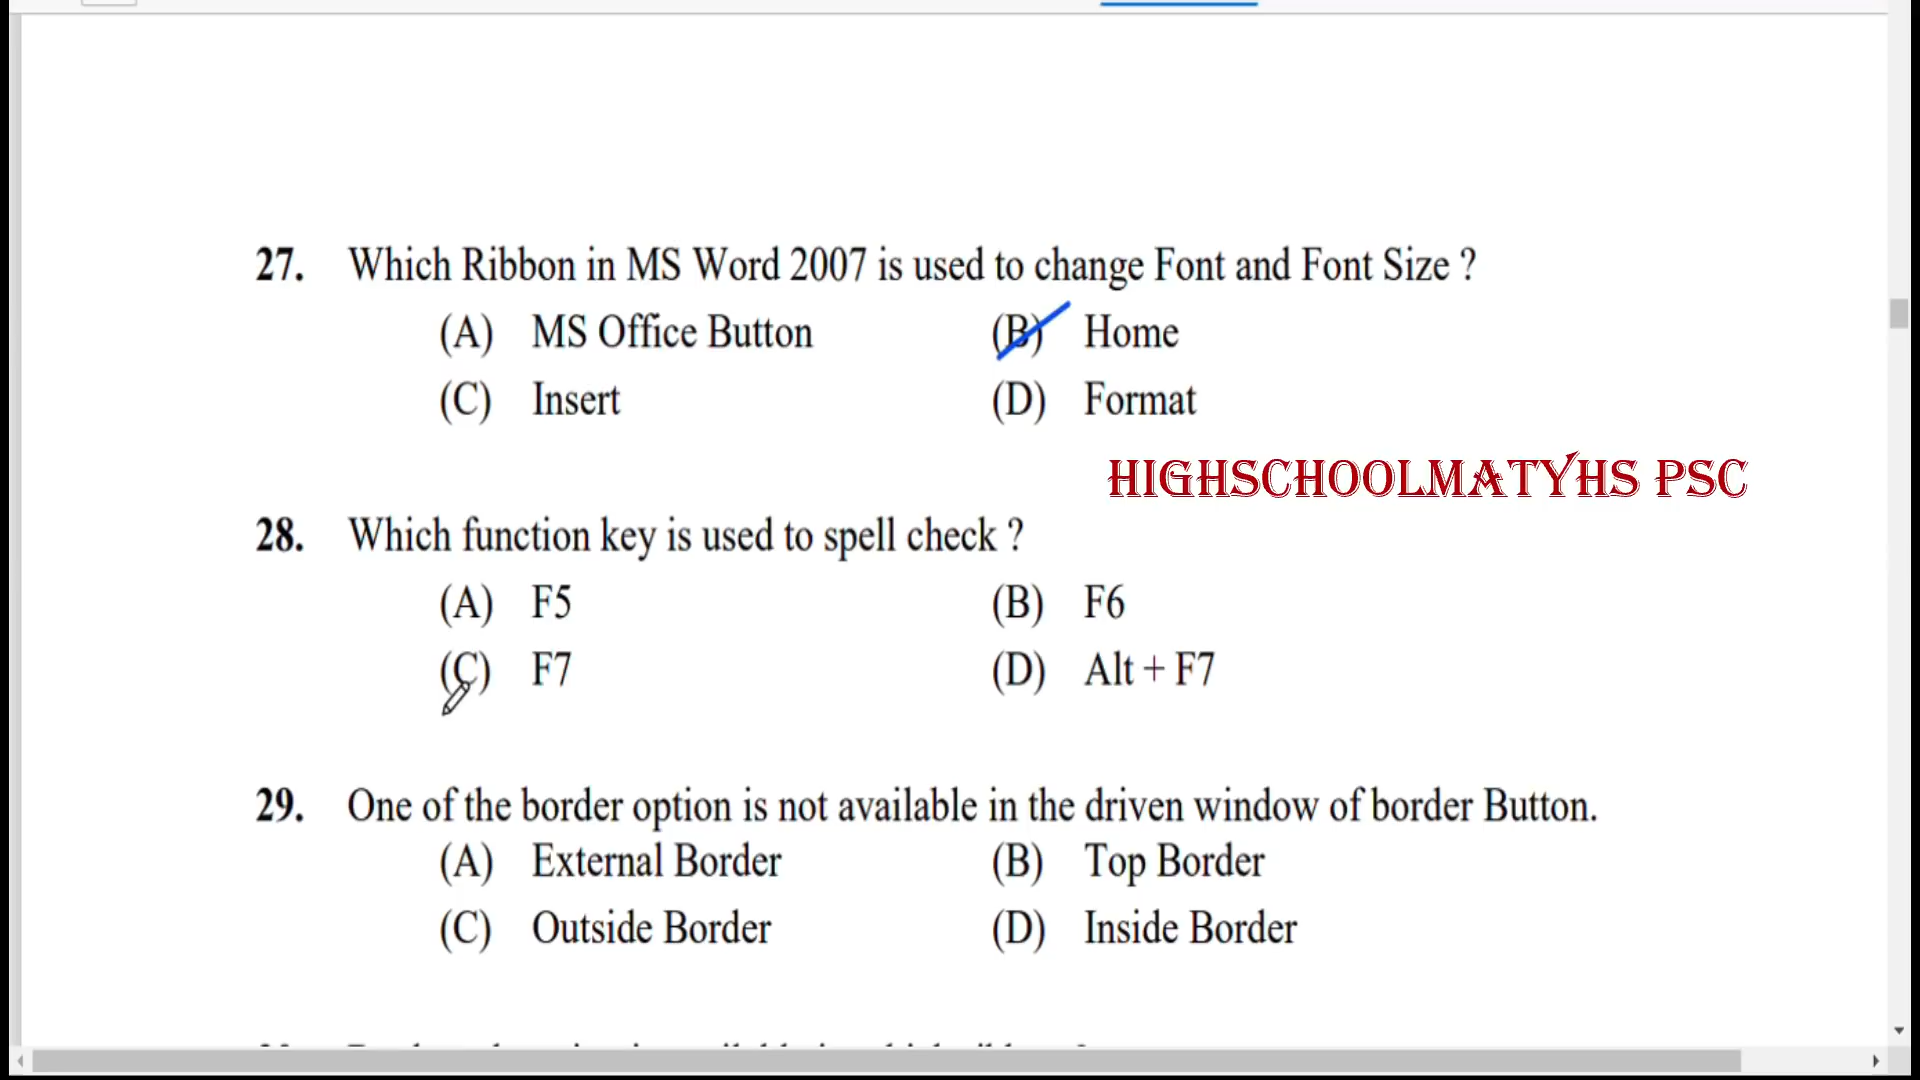 27. Which Ribbon in MS Word 2007 is used to change Font and Font Size ?
(A) MS Office Button (B) Home
(C) Insert (D) Format
HIGHSCHOOLMATYHS PSC
28. Which function key is used to spell check ?
(A) F5 (B) F6
(C) F7 (D) Alt + F7
29. One of the border option is not available in the driven window of border Button.
(A) External Border (B) Top Border
(C) Outside Border (D) Inside Border